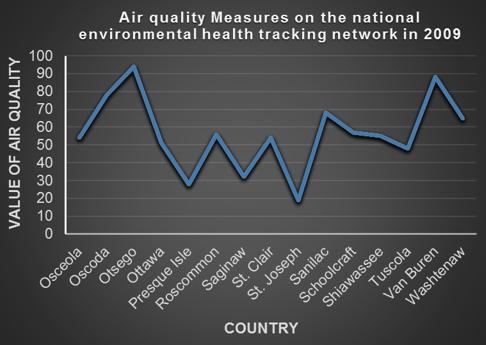 Air quality Measures on the national
environmental health tracking network in 2009
VALUE OF AIR QUALITY
100
90
80
70
60
50
40
30
20
10
0
Osceola
Oscoda
Otsego
Ottawa
Presque Isle
Roscommon
Saginaw
St. Clair
St. Joseph
Sanilac
Schoolcraft
Shiawassee
Tuscola
Van Buren
Washtenaw
COUNTRY